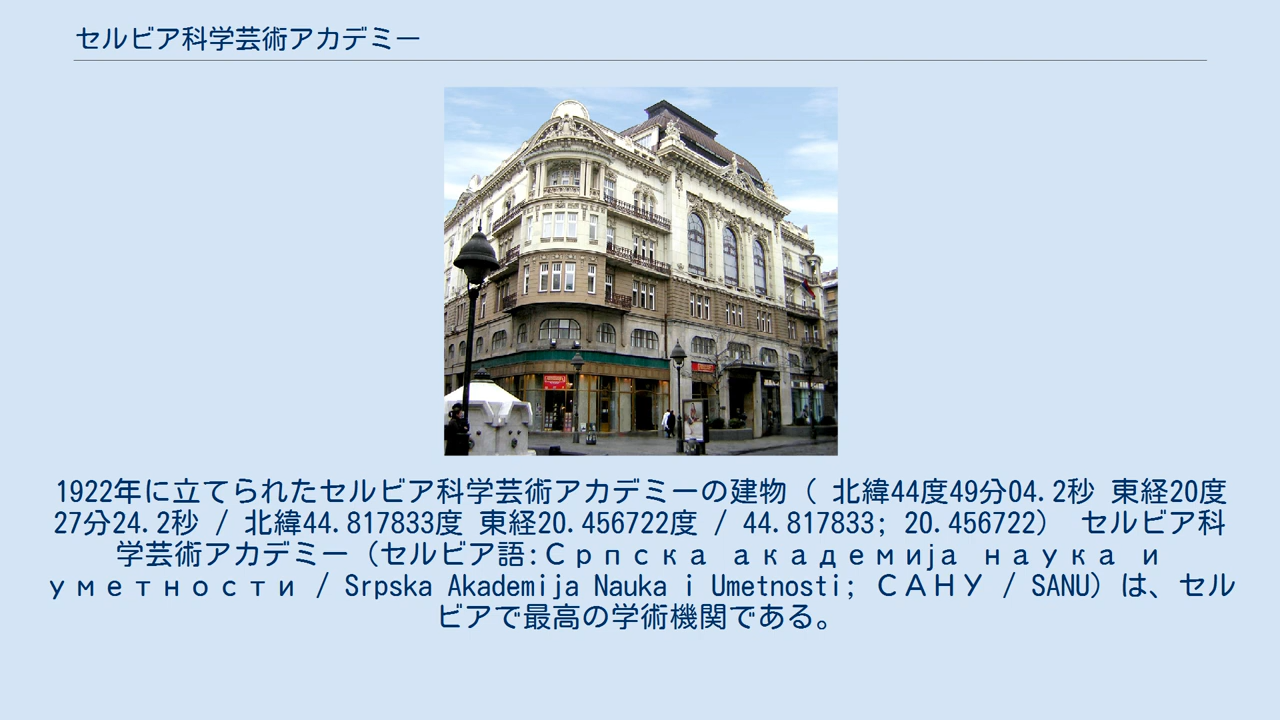 セルビア科学芸術アカデミー
1922年に立てられたセルビア科学芸術アカデミーの建物 ( 北緯44度49分04.2秒 東経20度
27分24.2秒 / 北緯44.817833度 東経20.456722度 / 44.817833; 20.456722) セルビア科
学芸術アカデミー（セルビア語:Српска академија наука и
уметности / Srpska Akademija Nauka i Umetnosti; САНУ / SANU）は、セル
ビアで最高の学術機関である。